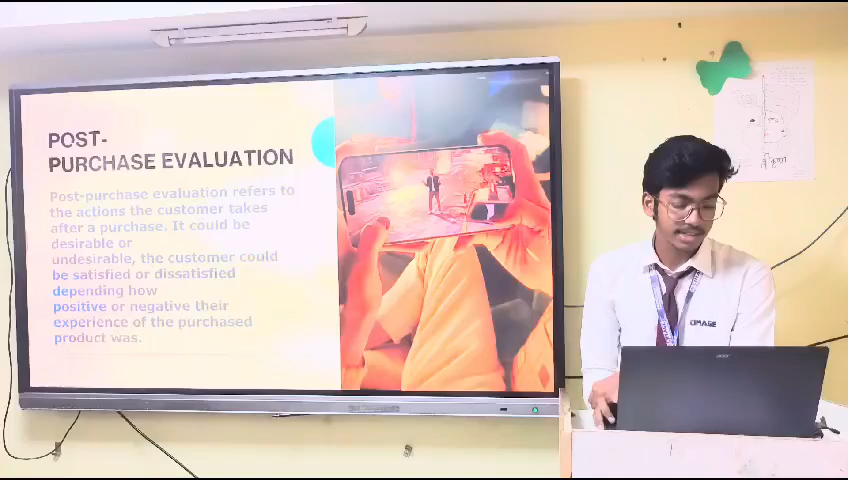 POST-
PURCHASE EVALUATION
Post-purchase evaluation refers to
the actions the customer takes
after a purchase. It could be
desirable or
undesirable, the customer could
be satisfied or dissatisfied
depending how
positive or negative their
experience of the purchased
product was.
acer